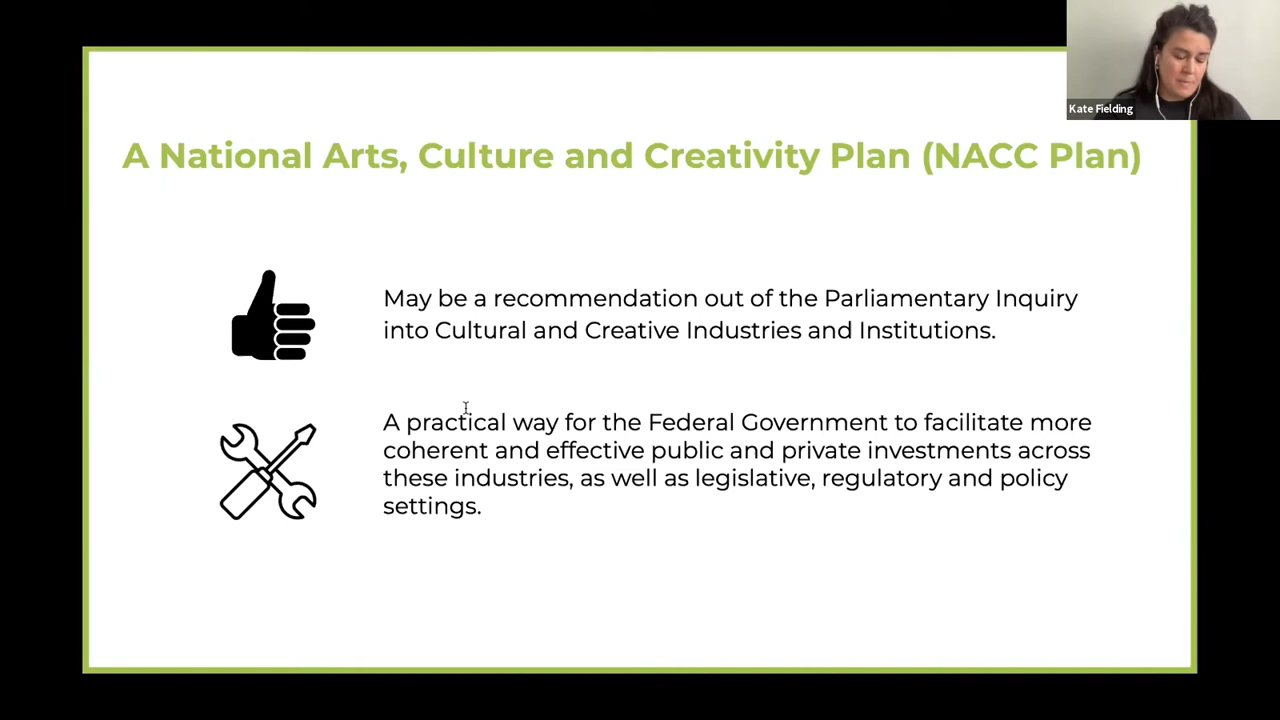 Kate Fielding
A National Arts, Culture and Creativity Plan (NACC Plan)
May be a recommendation out of the Parliamentary Inquiry
into Cultural and Creative Industries and Institutions.
A practical way for the Federal Government to facilitate more
coherent and effective public and private investments across
these industries, as well as legislative, regulatory and policy
settings.